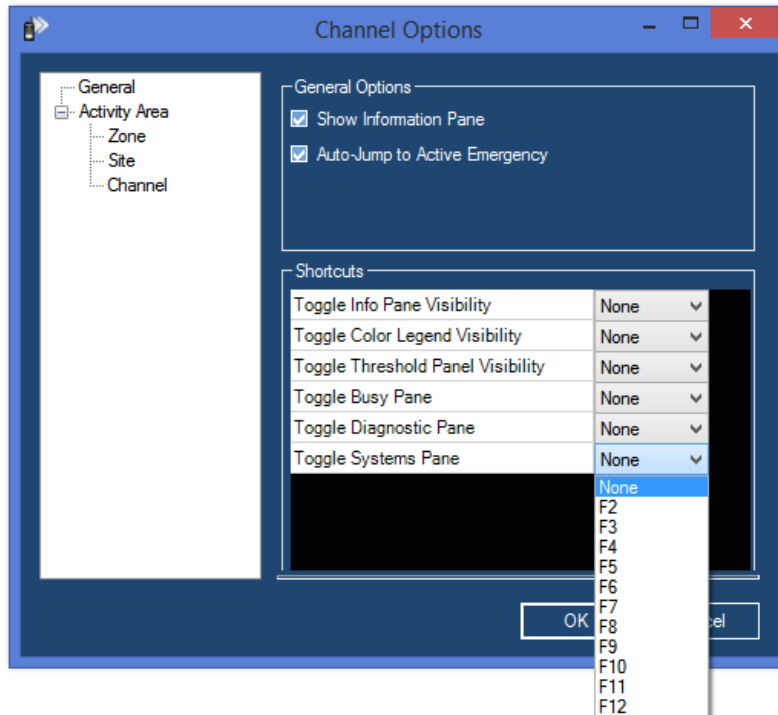 Channel Options
General
Activity Area
Zone
Site
Channel
General Options
Show Information Pane
Auto-Jump to Active Emergency
Shortcuts
Toggle Info Pane Visibility None
Toggle Color Legend Visibility None
Toggle Threshold Panel Visibility None
Toggle Busy Pane None
Toggle Diagnostic Pane None
Toggle Systems Pane None
None
F2
F3
F4
F5
F6
F7
F8
F9
F10
F11
F12
OK